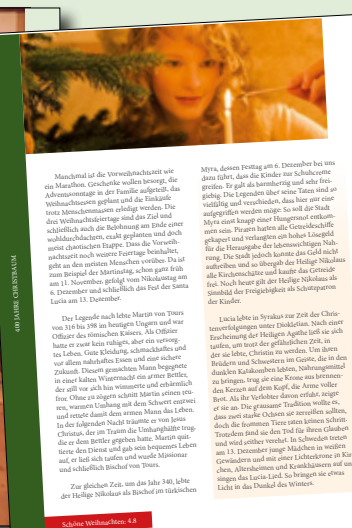 400 JAHRE CHRISTBAUM
Manchmal ist die Vorweihnachtszeit wie
ein Marathon. Geschenke wollen besorgt, die
Adventssonntage in der Familie aufgeteilt, das
Weihnachtsessen geplant und die Einkäufe
trotz Menschenmassen erledigt werden. Die
drei Weihnachtsfeiertage sind das Ziel und
schließlich auch die Belohnung am Ende einer
wohldurchdachten, exakt geplanten und doch
meist chaotischen Etappe. Dass die Vorweih-
nachtszeit noch weitere Feiertage beinhaltet,
geht an den meisten Menschen vorüber. Da ist
zum Beispiel der Martinstag, schon ganz früh
am 11. November, gefolgt vom Nikolaustag am
6. Dezember und schließlich das Fest der Santa
Lucia am 13. Dezember.
Der Legende nach lebte Martin von Tours
von 316 bis 398 im heutigen Ungarn und war
Offizier des römischen Kaisers. Als Offizier
hatte er zwar kein ruhiges, aber ein versorg-
tes Leben. Gute Kleidung, schmackhaftes und
vor allem nahrhaftes Essen und eine sichere
Zukunft. Diesem gemachten Mann begegnete
in einer kalten Winternacht ein armer Bettler,
der still vor sich hin wimmerte und erbärmlich
fror. Ohne zu zögern schnitt Martin seinen teu-
ren, warmen Umhang mit dem Schwert entzwei
und rettete damit dem armen Mann das Leben.
In der folgenden Nacht träumte er von Jesus
Christus, der im Traum die Umhanghälfte trug,
die er dem Bettler gegeben hatte. Martin quit-
tierte den Dienst und gab sein bequemes Leben
auf, er ließ sich taufen und wurde Missionar
und schließlich Bischof von Tours.
Zur gleichen Zeit, um das Jahr 340, lebte
der Heilige Nikolaus als Bischof im türkischen
Myra, dessen Festtag am 6. Dezember bei uns
dazu führt, dass die Kinder zur Schuhcreme
greifen. Er galt als barmherzig und sehr frei-
giebig. Die Legenden über seine Taten sind so
vielfältig und verschieden, dass hier nur eine
aufgegriffen werden möge: So soll die Stadt
Myra einst knapp einer Hungersnot entkom-
men sein. Piraten hatten alle Getreideschiffe
gekapert und verlangten ein hohes Lösegeld
für die Herausgabe der lebenswichtigen Nah-
rung. Die Stadt jedoch konnte das Geld nicht
auftreiben und so übergab der Heilige Nikolaus
alle Kirchenschätze und kaufte das Getreide
frei. Noch heute gilt der Heilige Nikolaus als
Sinnbild der Freigiebigkeit als Schutzpatron
der Kinder.
Lucia lebte in Syrakus zur Zeit der Chris-
tenverfolgungen unter Diokletian. Nach einer
Erscheinung der Heiligen Agatha ließ sie sich
taufen, um trotz der gefährlichen Zeit, in
der sie lebte, Christin zu werden. Um ihren
Brüdern und Schwestern im Geiste, die in den
dunklen Katakomben lebten, Nahrungsmittel
zu bringen, trug sie eine Krone aus brennen-
den Kerzen auf dem Kopf, die Arme voller
Brot. Als ihr Verlobter davon erfuhr, zeigte
er sie an. Die grausame Tradition wollte es,
dass zwei starke Ochsen sie zerreißen sollten,
doch die frommen Tiere taten keinen Schritt.
Trotzdem fand sie den Tod für ihren Glauben
und wird seither verehrt. In Schweden treten
am 13. Dezember junge Mädchen in weißen
Gewändern und mit einer Lichterkrone in Kir-
chen, Altersheimen und Krankhäusern auf und
singen das Lucia-Lied. So bringen sie etwas
Licht in das Dunkel des Winters.
Schöne Weihnachten: 4.8